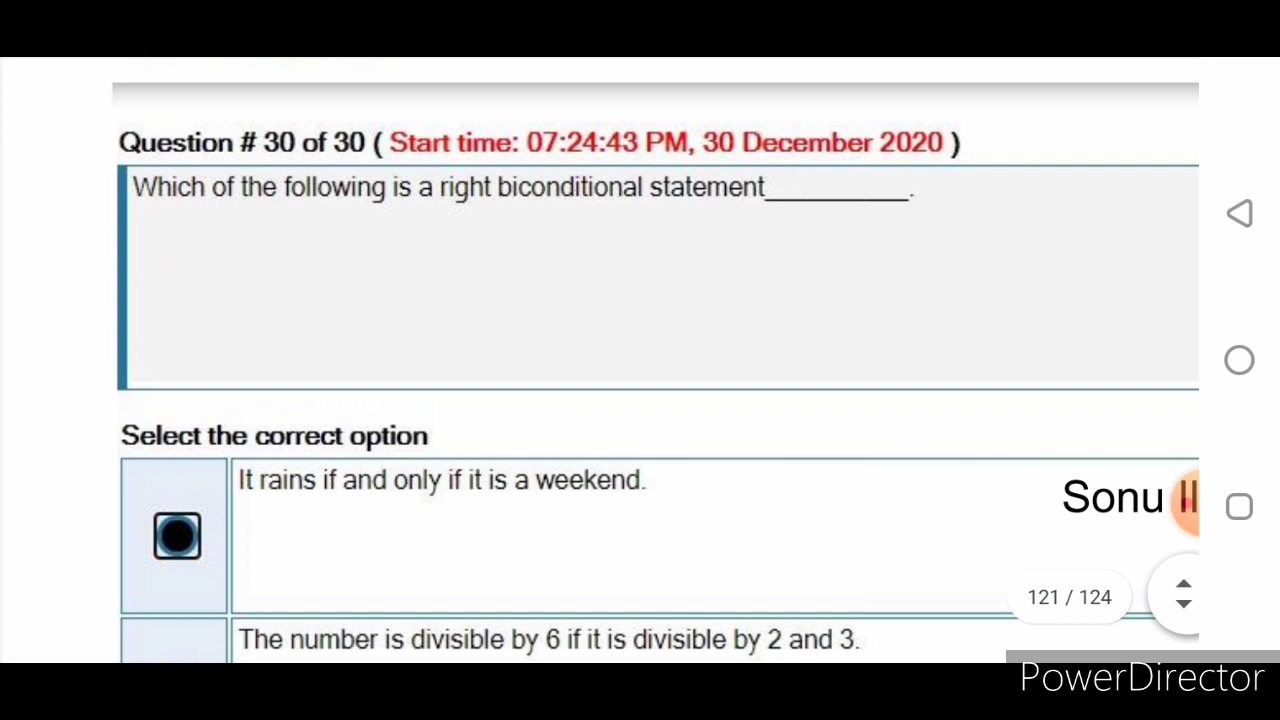 Question # 30 of 30 ( Start time: 07:24:43 PM, 30 December 2020 )
Which of the following is a right biconditional statement__________.
Select the correct option
It rains if and only if it is a weekend.
Sonu ll
121 / 124
The number is divisible by 6 if it is divisible by 2 and 3.
PowerDirector